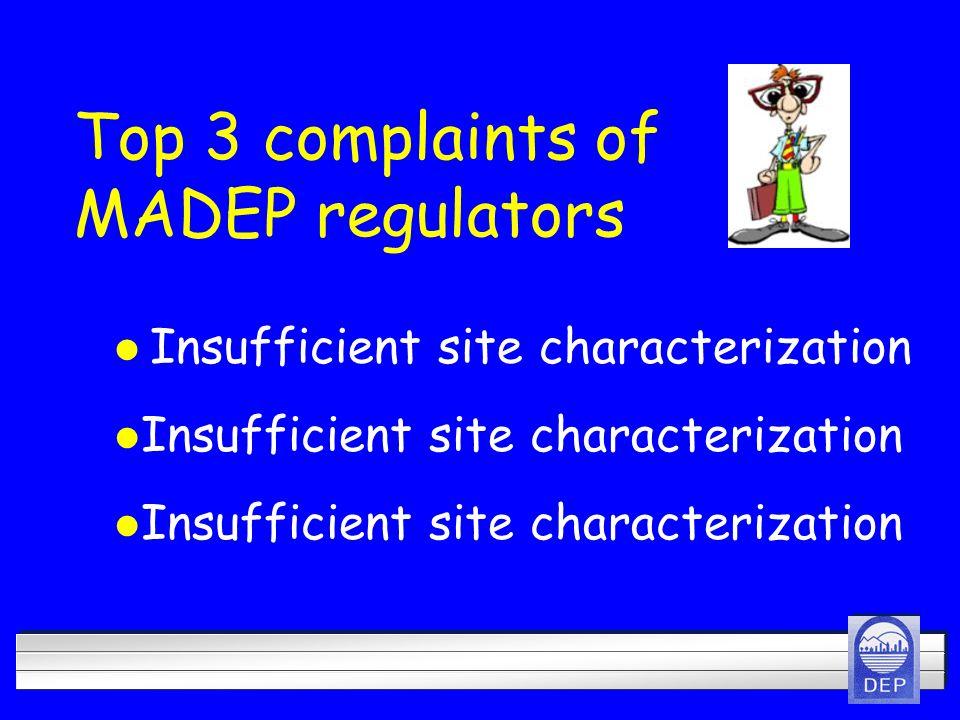 Top 3 complaints of
MADEP regulators
● Insufficient site characterization
●Insufficient site characterization
●Insufficient site characterization
DEP